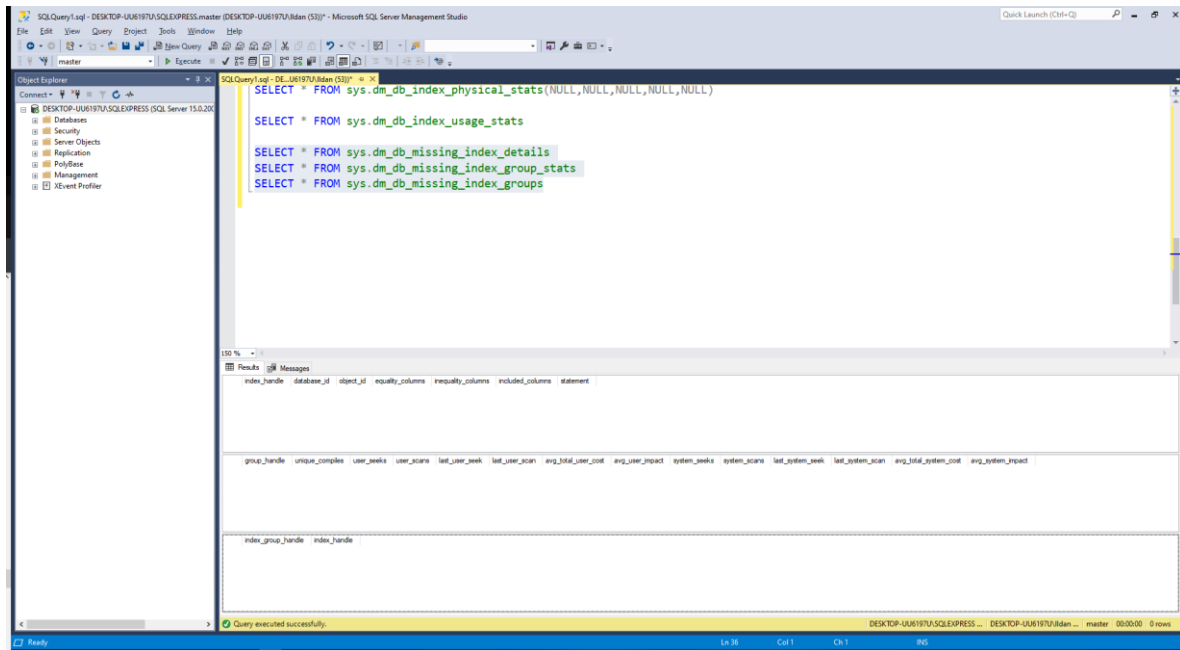 SQLQuery1.sql - DESKTOP-UU6197U\SQLEXPRESS.master (DESKTOP-UU6197U\Ildan (53))* - Microsoft SQL Server Management Studio
Quick Launch (Ctrl+Q)
File Edit View Query Project Tools Window Help
New Query
master
Execute
Object Explorer
SQLQuery1.sql - DE...U6197U\Ildan (53))*
Connect
DESKTOP-UU6197U\SQLEXPRESS (SQL Server 15.0.200
Databases
Security
Server Objects
Replication
PolyBase
Management
XEvent Profiler
SELECT * FROM sys.dm_db_index_physical_stats(NULL,NULL,NULL,NULL,NULL)
SELECT * FROM sys.dm_db_index_usage_stats
SELECT * FROM sys.dm_db_missing_index_details
SELECT * FROM sys.dm_db_missing_index_group_stats
SELECT * FROM sys.dm_db_missing_index_groups
150 %
Results Messages
index_handle database_id object_id equality_columns inequality_columns included_columns statement
group_handle unique_compiles user_seeks user_scans last_user_seek last_user_scan avg_total_user_cost avg_user_impact system_seeks system_scans last_system_seek last_system_scan avg_total_system_cost avg_system_impact
index_group_handle index_handle
Query executed successfully.
DESKTOP-UU6197U\SQLEXPRESS ... DESKTOP-UU6197U\Ildan ... master 00:00:00 0 rows
Ready Ln 36 Col 1 Ch 1 INS